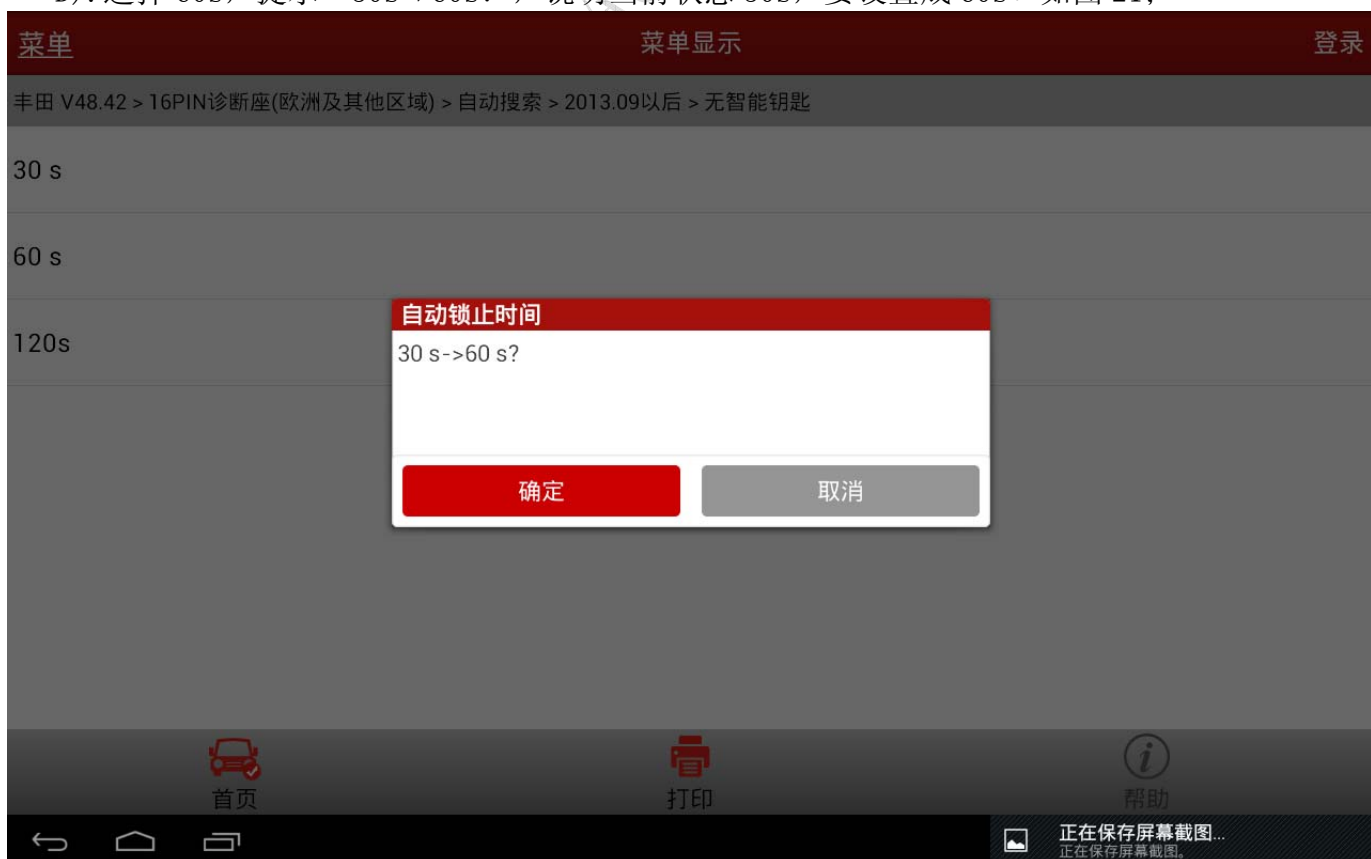 菜单
菜单显示
登录
丰田 V48.42 > 16PIN诊断座(欧洲及其他区域) > 自动搜索 > 2013.09以后 > 无智能钥匙
30 s
60 s
120s
自动锁止时间
30 s->60 s?
确定
取消
首页
打印
帮助
正在保存屏幕截图...
正在保存屏幕截图。